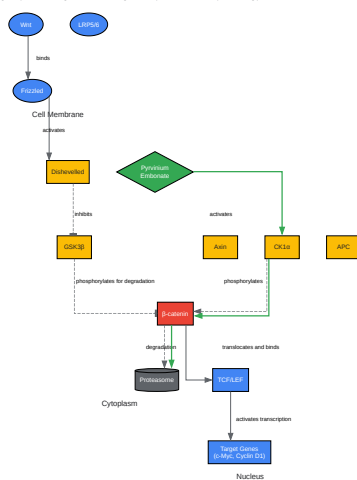 Wnt
LRP5/6
binds
Frizzled
Cell Membrane
activates
Dishevelled
Pyrvinium
Embonate
inhibits
activates
GSK3β
Axin
CK1α
APC
phosphorylates for degradation
phosphorylates
β-catenin
degradation
translocates and binds
Proteasome
TCF/LEF
Cytoplasm
activates transcription
Target Genes
(c-Myc, Cyclin D1)
Nucleus